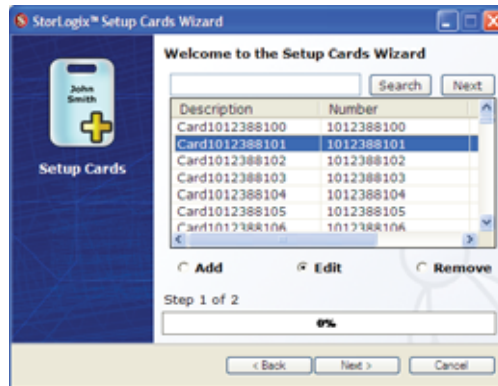 StorLogix™ Setup Cards Wizard
John
Smith
Setup Cards
Welcome to the Setup Cards Wizard
Search Next
Description Number
Card1012388100 1012388100
Card1012388101 1012388101
Card1012388102 1012388102
Card1012388103 1012388103
Card1012388104 1012388104
Card1012388105 1012388105
Card1012388106 1012388106
Add Edit Remove
Step 1 of 2
0%
< Back Next > Cancel